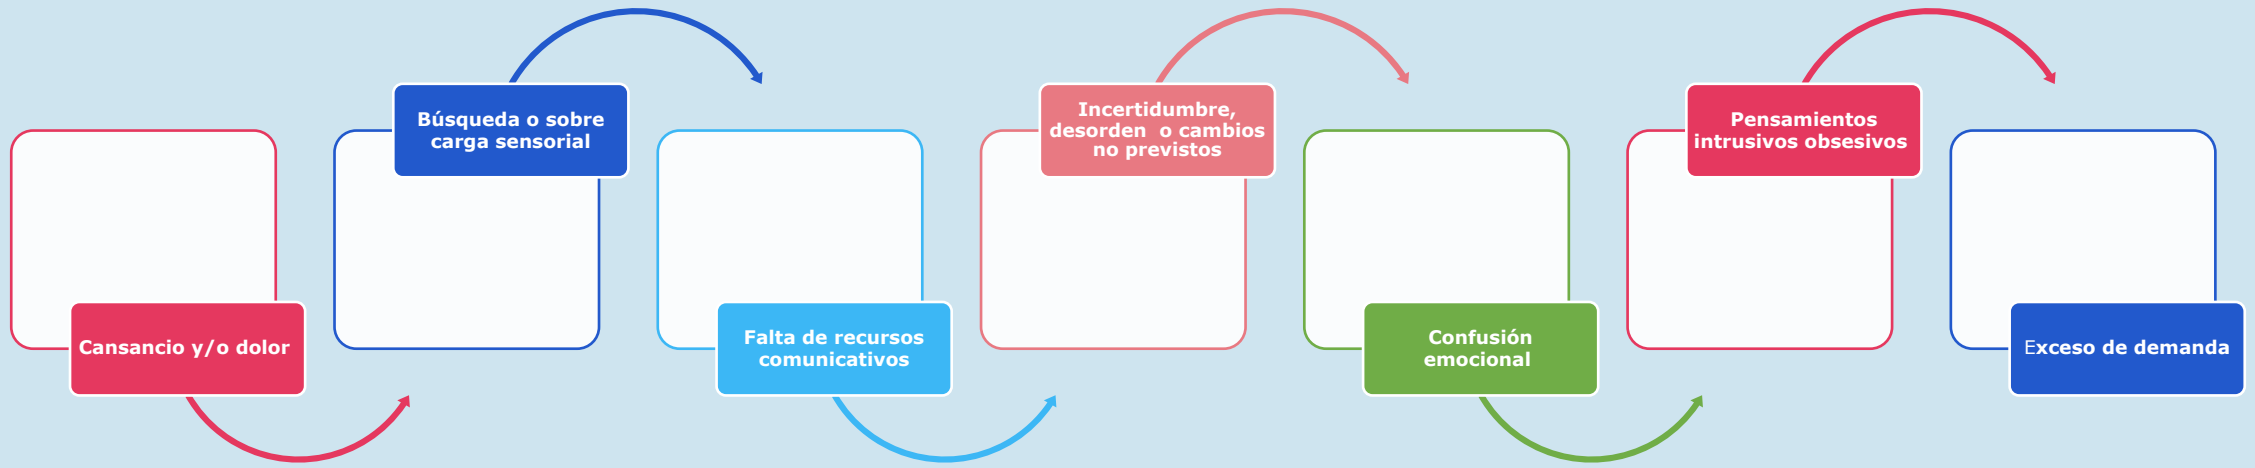 Cansancio y/o dolor
Búsqueda o sobre
carga sensorial
Falta de recursos
comunicativos
Incertidumbre,
desorden  o cambios
no previstos
Confusión
emocional
Pensamientos
intrusivos obsesivos
Exceso de demanda